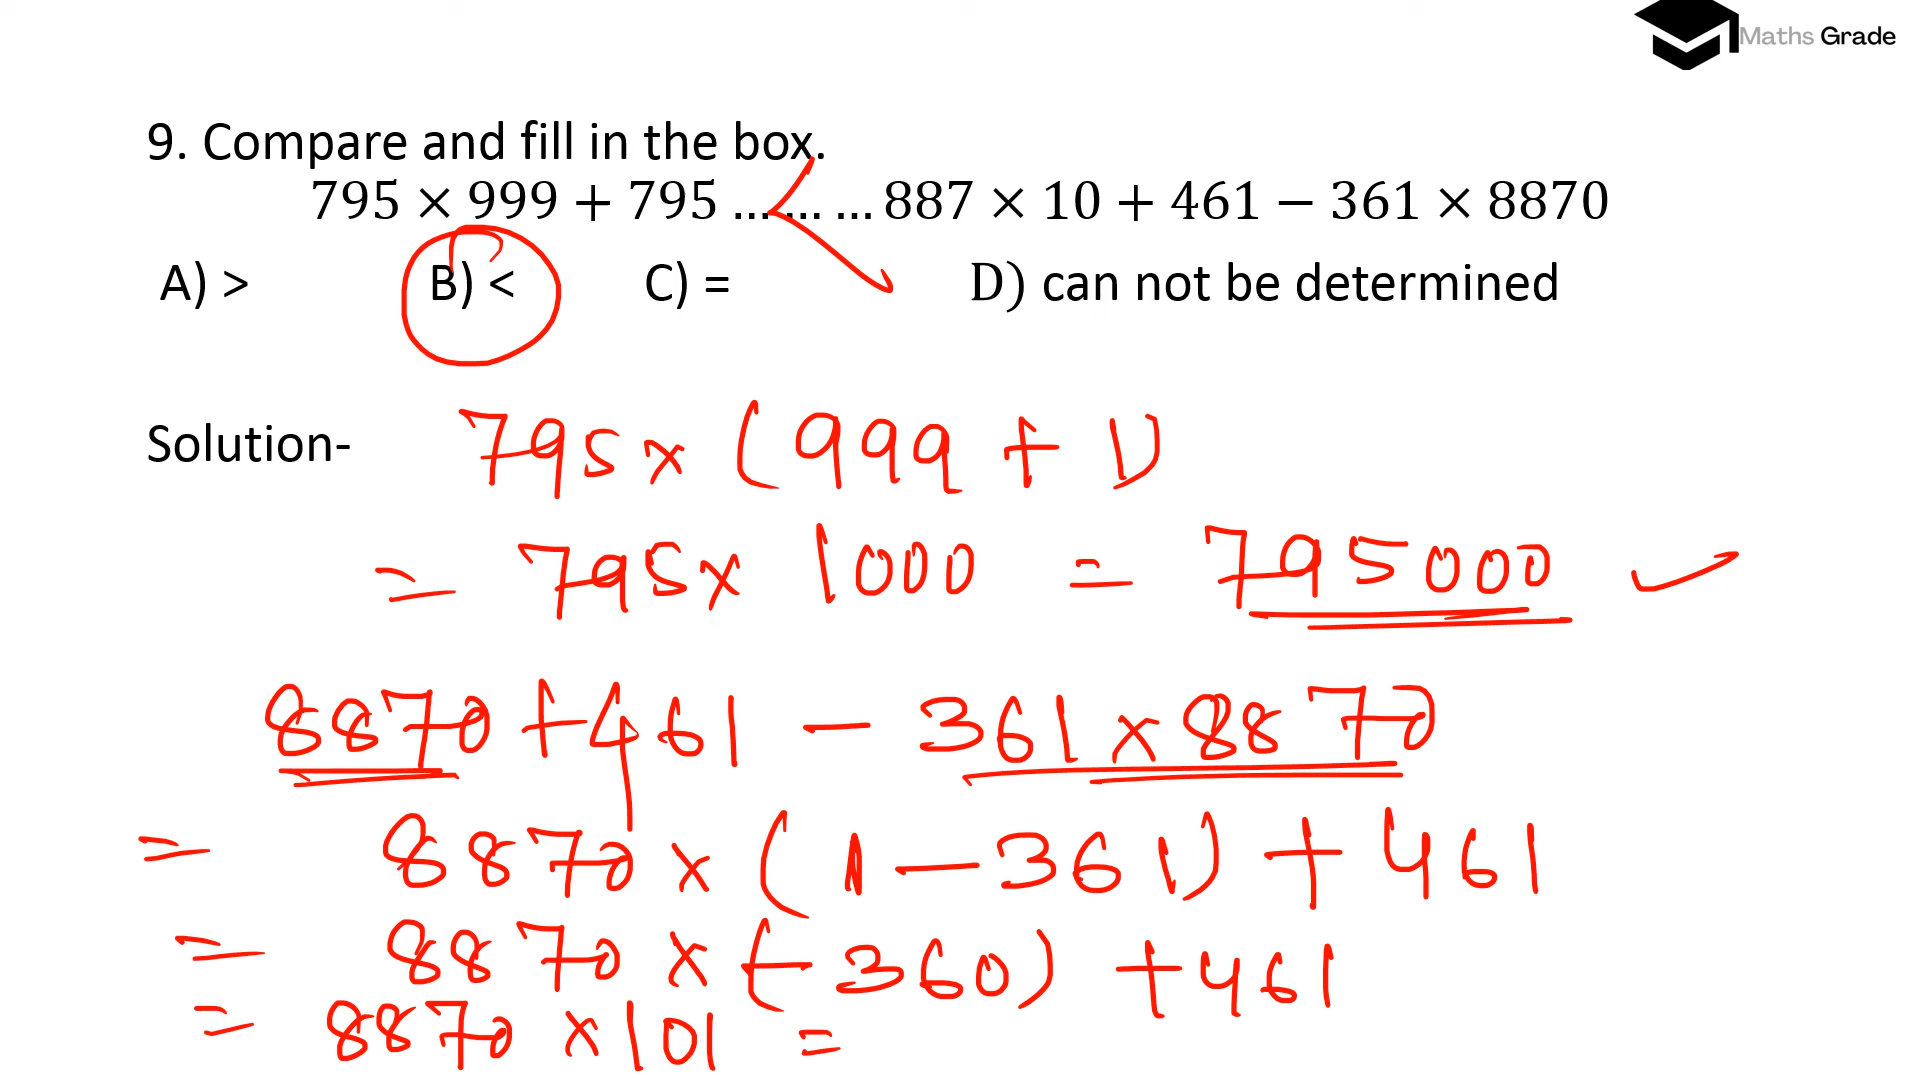 Maths Grade
9. Compare and fill in the box.
795 × 999 + 795 ... ... ... 887 × 10 + 461 − 361 × 8870
<
A) > B) < C) = D) can not be determined
Solution- 795 × (999 + 1)
= 795 × 1000 = 795000 ✓
8870 + 461 − 361 × 8870
= 8870 × (1 − 361) + 461
= 8870 × (−360) + 461
= 8870 × 101 =